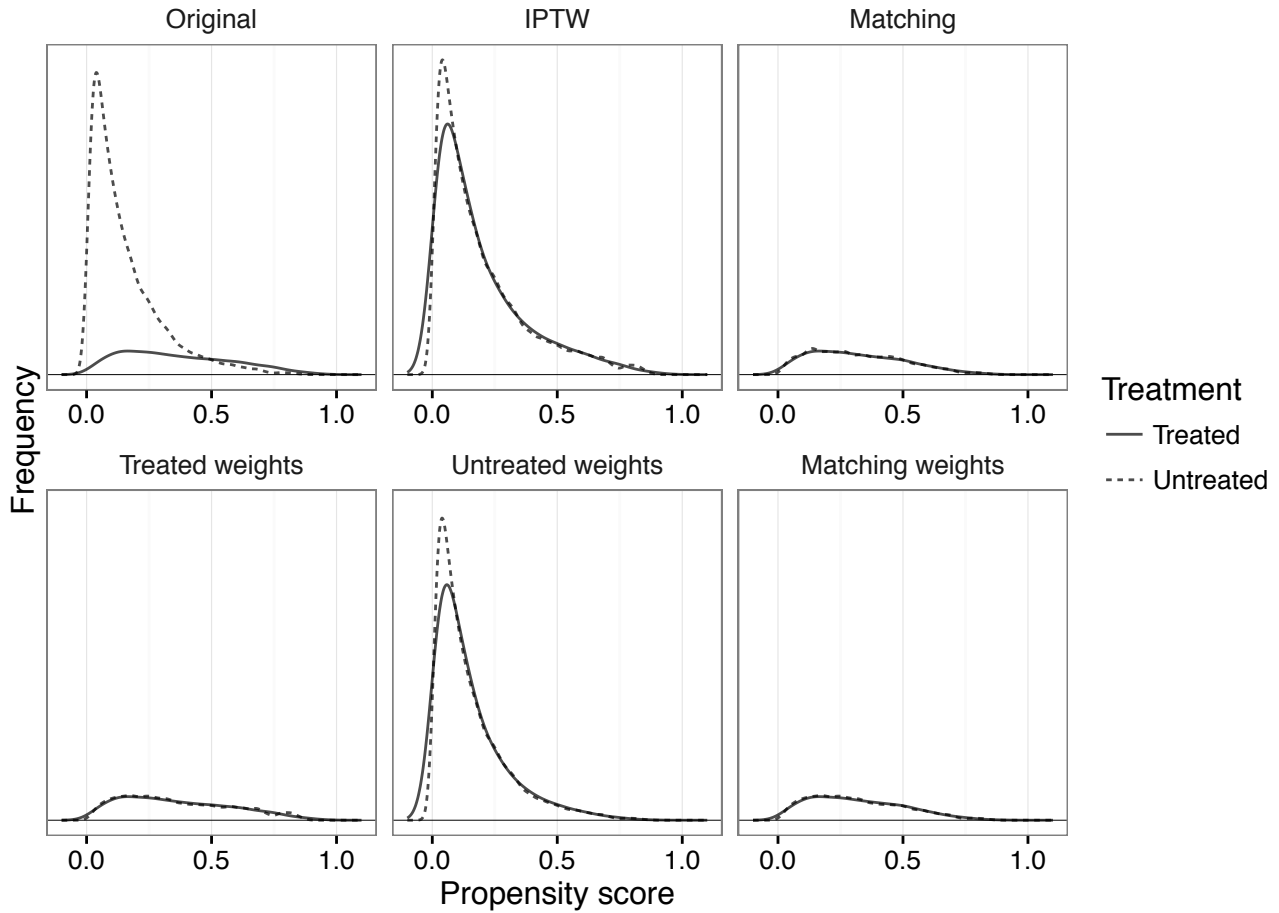 Original IPTW Matching
0.0 0.5 1.0 0.0 0.5 1.0 0.0 0.5 1.0
Frequency
Treatment
Treated
Untreated
Treated weights Untreated weights Matching weights
0.0 0.5 1.0 0.0 0.5 1.0 0.0 0.5 1.0
Propensity score